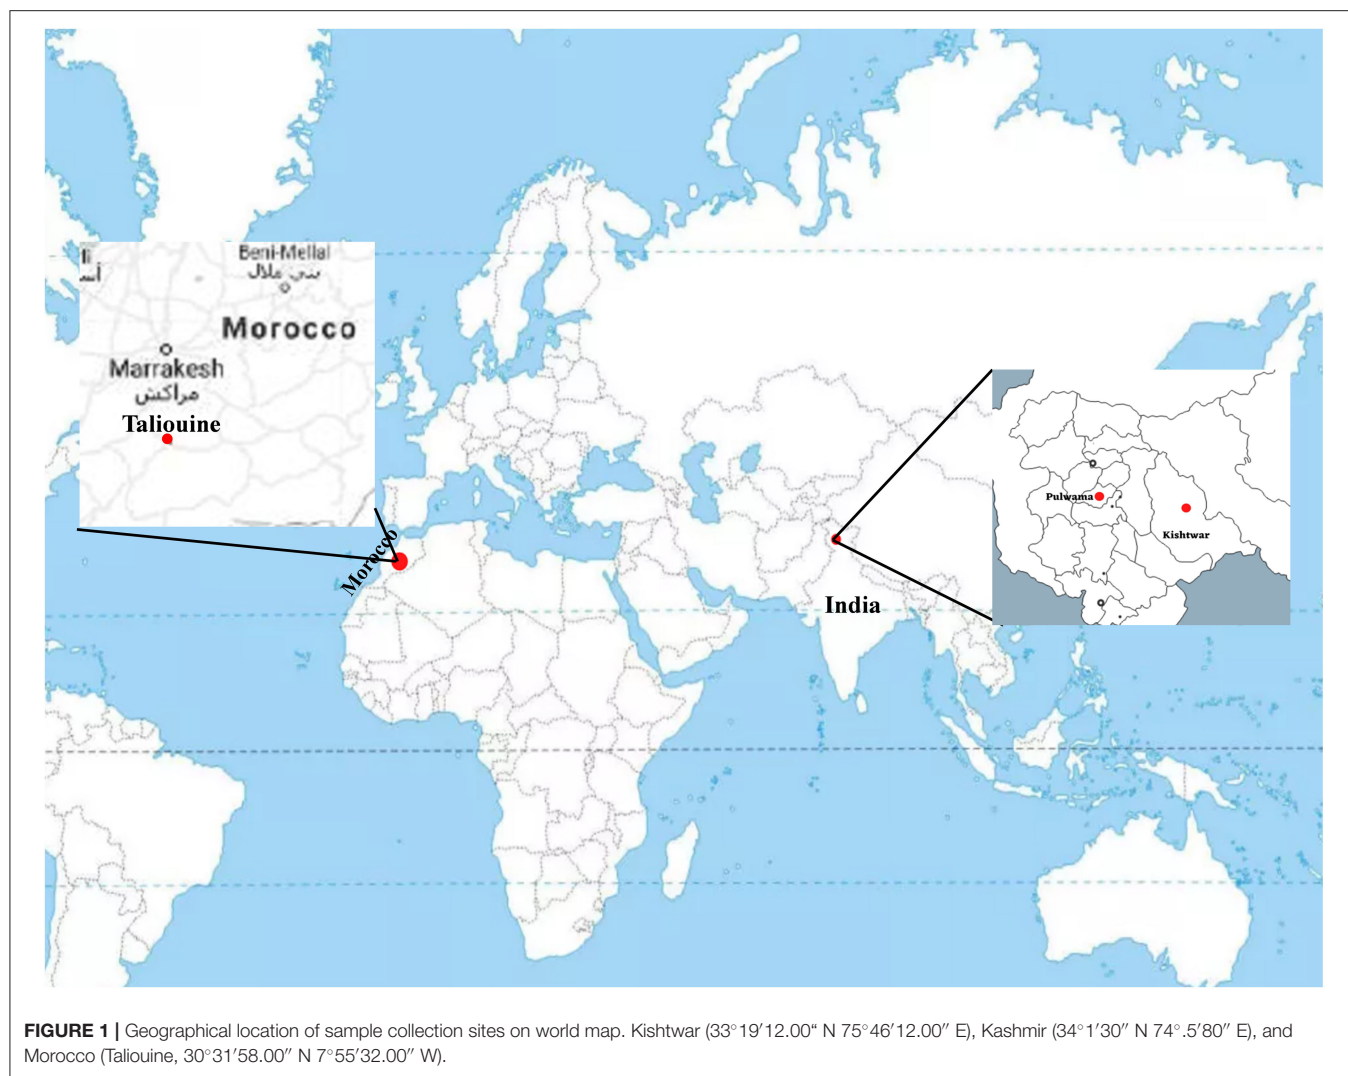 Beni-Mellal
بني ملال
Morocco
Marrakesh
مراكش
Taliouine
Morocco
India
Pulwama
Kishtwar
FIGURE 1 | Geographical location of sample collection sites on world map. Kishtwar (33°19′12.00“ N 75°46′12.00″ E), Kashmir (34°1′30″ N 74°.5′80″ E), and
Morocco (Taliouine, 30°31′58.00″ N 7°55′32.00″ W).